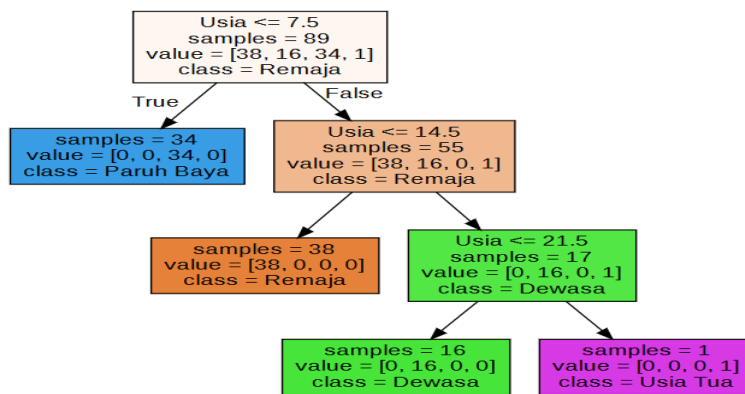 Usia <= 7.5
samples = 89
value = [38, 16, 34, 1]
class = Remaja
True
False
samples = 34
value = [0, 0, 34, 0]
class = Paruh Baya
Usia <= 14.5
samples = 55
value = [38, 16, 0, 1]
class = Remaja
samples = 38
value = [38, 0, 0, 0]
class = Remaja
Usia <= 21.5
samples = 17
value = [0, 16, 0, 1]
class = Dewasa
samples = 16
value = [0, 16, 0, 0]
class = Dewasa
samples = 1
value = [0, 0, 0, 1]
class = Usia Tua